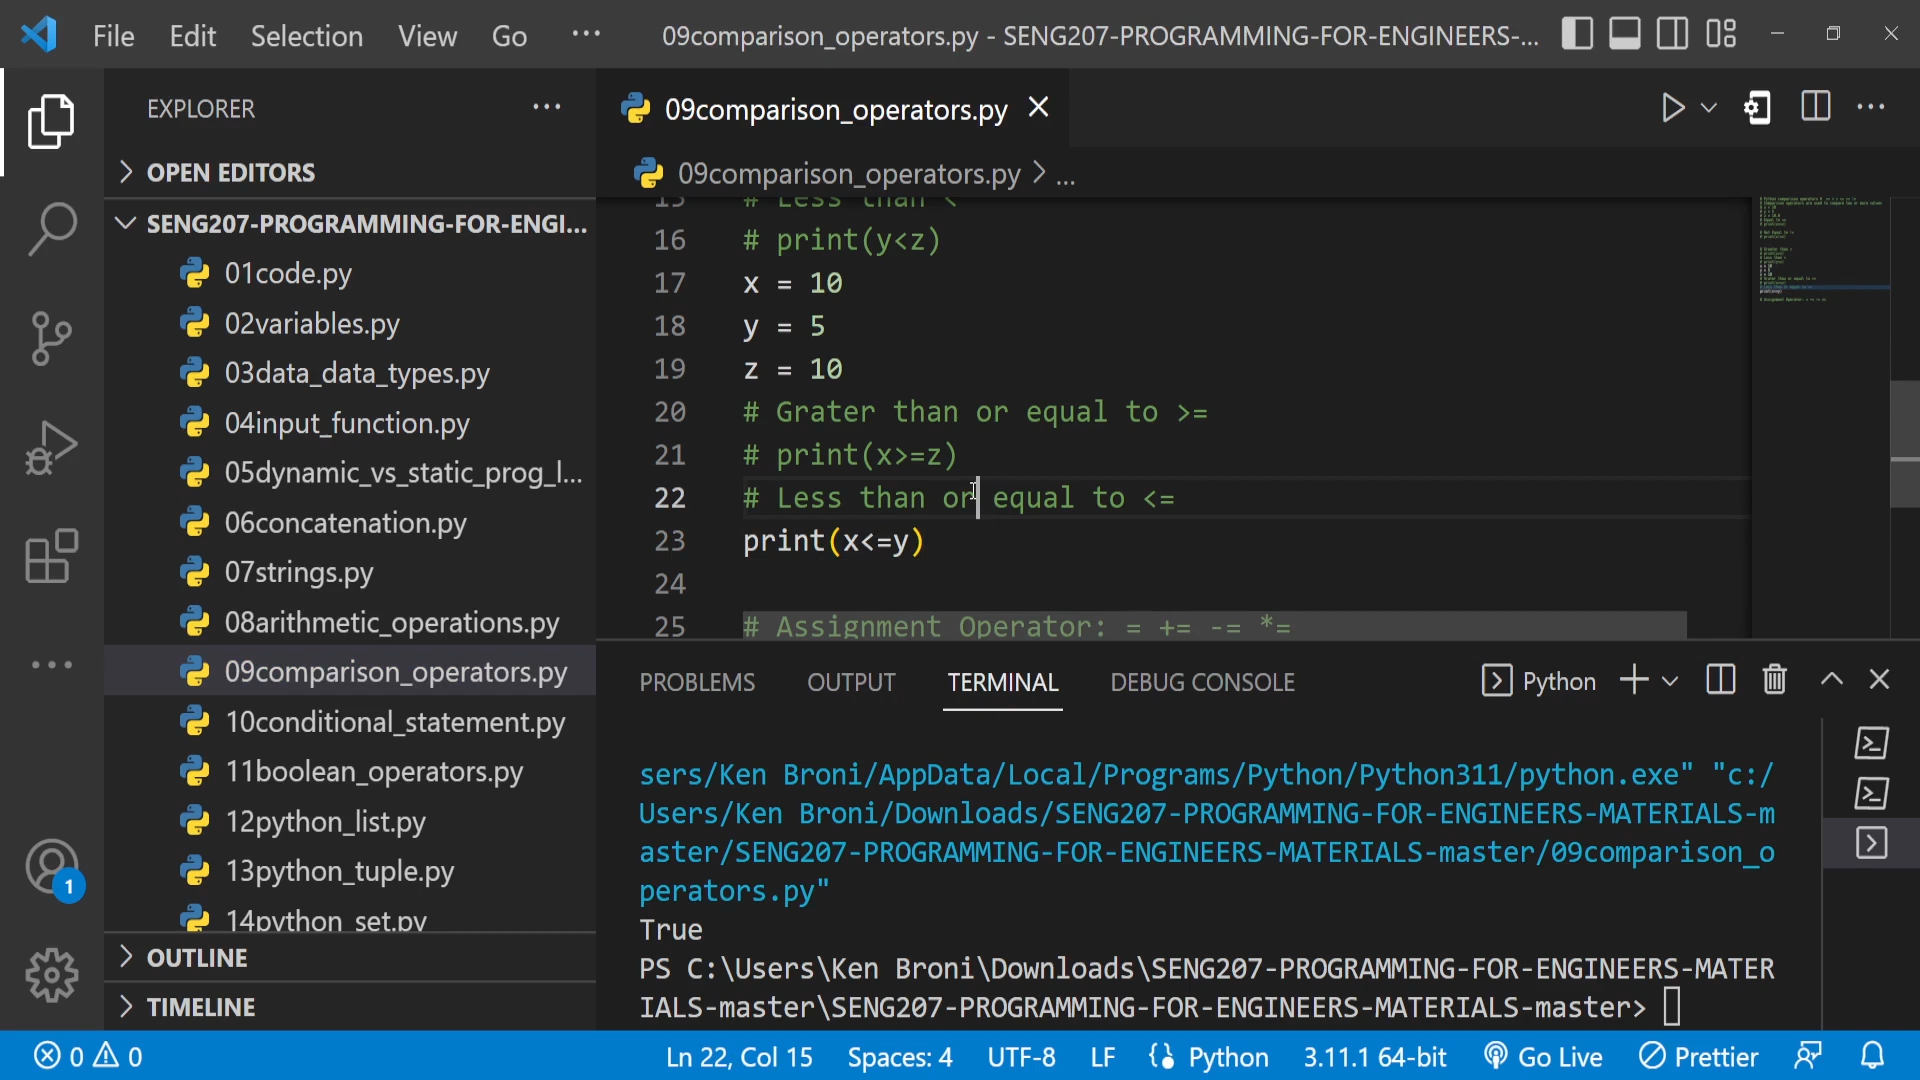 File Edit Selection View Go ··· 09comparison_operators.py - SENG207-PROGRAMMING-FOR-ENGINEERS-...
EXPLORER
OPEN EDITORS
SENG207-PROGRAMMING-FOR-ENGI...
01code.py
02variables.py
03data_data_types.py
04input_function.py
05dynamic_vs_static_prog_l...
06concatenation.py
07strings.py
08arithmetic_operations.py
09comparison_operators.py
10conditional_statement.py
11boolean_operators.py
12python_list.py
13python_tuple.py
14python_set.py
OUTLINE
TIMELINE
1
09comparison_operators.py
09comparison_operators.py > ...
15 # Less than <
16 # print(y<z)
17 x = 10
18 y = 5
19 z = 10
20 # Grater than or equal to >=
21 # print(x>=z)
22 # Less than or equal to <=
23 print(x<=y)
24
25 # Assignment Operator: = += -= *=
PROBLEMS OUTPUT TERMINAL DEBUG CONSOLE Python
sers/Ken Broni/AppData/Local/Programs/Python/Python311/python.exe" "c:/
Users/Ken Broni/Downloads/SENG207-PROGRAMMING-FOR-ENGINEERS-MATERIALS-m
aster/SENG207-PROGRAMMING-FOR-ENGINEERS-MATERIALS-master/09comparison_o
perators.py"
True
PS C:\Users\Ken Broni\Downloads\SENG207-PROGRAMMING-FOR-ENGINEERS-MATER
IALS-master\SENG207-PROGRAMMING-FOR-ENGINEERS-MATERIALS-master>
0 0 Ln 22, Col 15 Spaces: 4 UTF-8 LF Python 3.11.1 64-bit Go Live Prettier